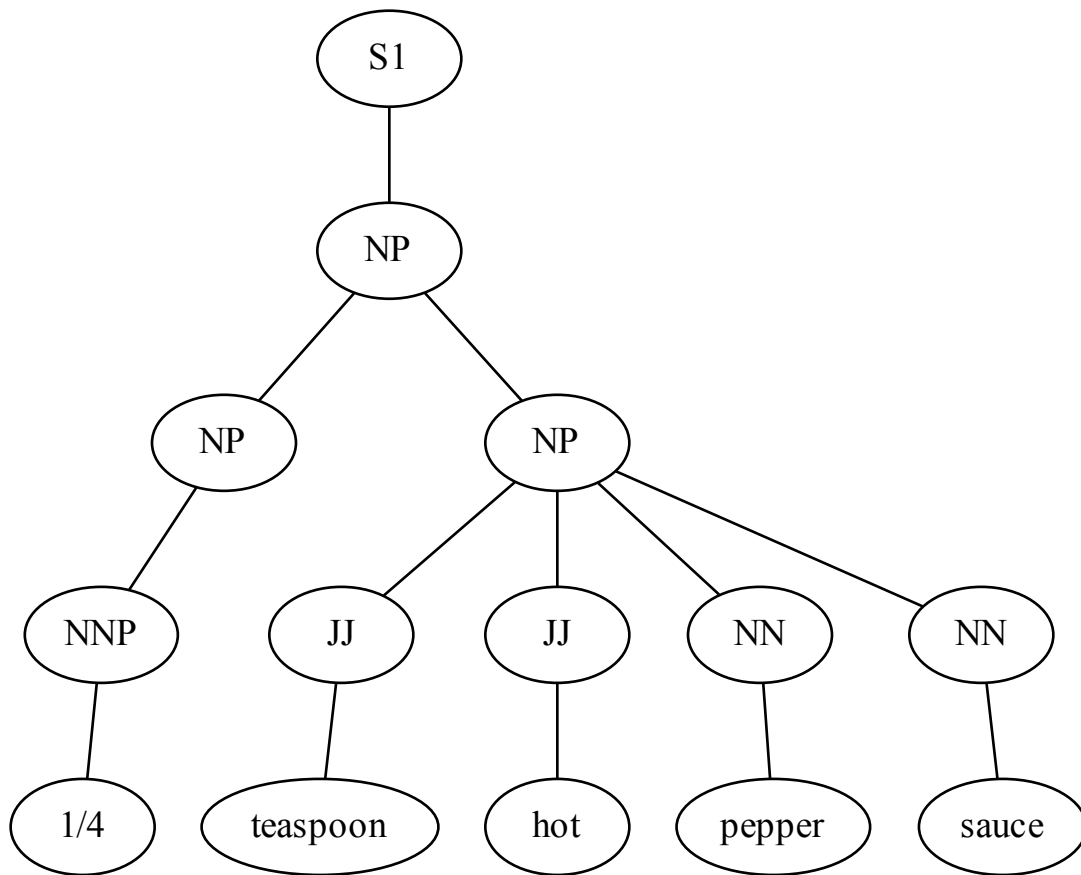 S1
NP
NP NP
NNP JJ JJ NN NN
1/4 teaspoon hot pepper sauce